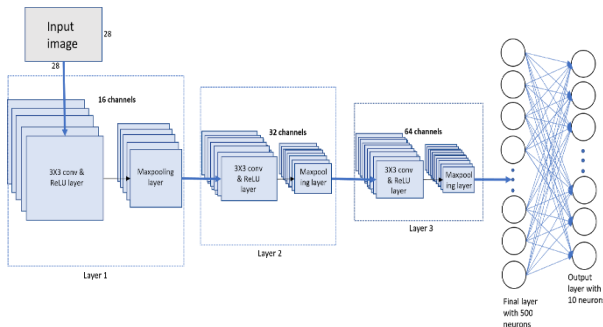 Input
image
28
28
16 channels
3X3 conv &
ReLU layer
Maxpooling
layer
Layer 1
32 channels
3X3 conv
& ReLU
layer
Maxpool
ing layer
Layer 2
64 channels
3X3 conv
& ReLU
layer
Maxpool
ing layer
Layer 3
Final layer
with 500
neurons
Output
layer with
10 neuron